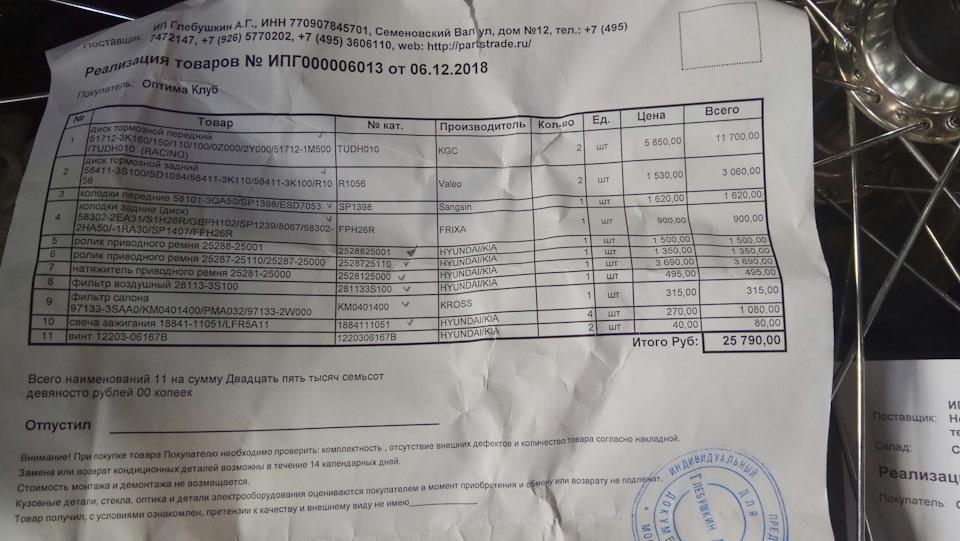 Поставщик: ИП Глебушкин А.Г., ИНН 770907845701, Семеновский Вал ул, дом №12, тел.: +7 (495)
7472147, +7 (926) 5770202, +7 (495) 3606110, web: http://partstrade.ru/
Реализация товаров № ИПГ000006013 от 06.12.2018
Покупатель: Оптима Клуб
№ Товар № кат. Производитель Кол-во Ед. Цена Всего
1 диск тормозной передний
51712-3K160/150/110/100/0Z000/2Y000/51712-1M500
/TUDH010 (RACING) TUDH010 KGC 2 шт 5 850,00 11 700,00
2 диск тормозной задний
58411-3S100/SD1084/58411-3K110/58411-3K100/R10
56 R1056 Valeo 2 шт 1 530,00 3 060,00
3 колодки передние 58101-3QA50/SP1398/ESD7053 SP1398 Sangsin 1 шт 1 620,00 1 620,00
4 колодки задние (диск)
58302-2EA31/S1H26R/GBPH102/SP1239/8067/58302-
2HA50/-1RA30/SP1407/FPH26R FPH26R FRIXA 1 шт 900,00 900,00
5 ролик приводного ремня 25288-25001 2528825001 HYUNDAI/KIA 1 шт 1 500,00 1 500,00
6 ролик приводного ремня 25287-25110/25287-25000 2528725110 HYUNDAI/KIA 1 шт 1 350,00 1 350,00
7 натяжитель приводного ремня 25281-25000 2528125000 HYUNDAI/KIA 1 шт 3 690,00 3 690,00
8 фильтр воздушный 28113-3S100 281133S100 HYUNDAI/KIA 1 шт 495,00 495,00
9 фильтр салона
97133-3SAA0/KM0401400/PMA032/97133-2W000 KM0401400 KROSS 1 шт 315,00 315,00
10 свеча зажигания 18841-11051/LFR5A11 1884111051 HYUNDAI/KIA 4 шт 270,00 1 080,00
11 винт 12203-06167B 1220306167B HYUNDAI/KIA 2 шт 40,00 80,00
Итого Руб: 25 790,00
Всего наименований 11 на сумму Двадцать пять тысяч семьсот
девяносто рублей 00 копеек
Отпустил
Внимание! При покупке товара Покупателю необходимо проверить: комплектность , отсутствие внешних дефектов и количество товара согласно накладной.
Замена или возврат кондиционных деталей возможны в течение 14 календарных дней.
Стоимость монтажа и демонтажа не возмещается.
Кузовные детали, стекла, оптика и детали электрооборудования оцениваются покупателем в момент приобретения и обмену или возврату не подлежат.
Товар получил, с условиями ознакомлен, претензии к качеству и внешнему виду не имею
ИНДИВИДУАЛЬНЫЙ
ДЛЯ
Глебушкин
Поставщик:
Склад:
Реализац
Покупатель: